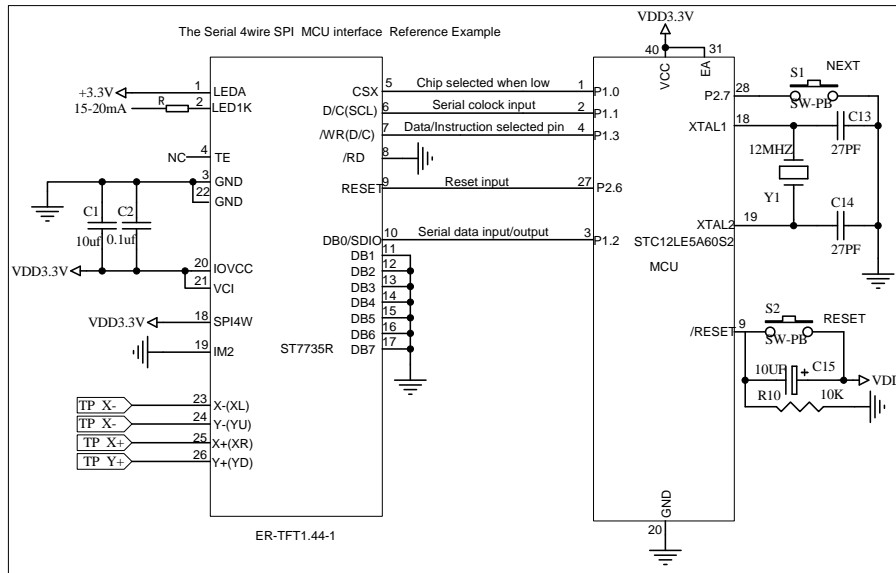 The Serial 4wire SPI MCU interface Reference Example
VDD3.3V
40
31
VCC
EA
+3.3V
1
LEDA
15-20mA
R
2
LED1K
NC
4
TE
3
GND
22
GND
C1
C2
10uf
0.1uf
VDD3.3V
20
IOVCC
21
VCI
VDD3.3V
18
SPI4W
19
IM2
ST7735R
TP X-
23
X-(XL)
TP X-
24
Y-(YU)
TP X+
25
X+(XR)
TP Y+
26
Y+(YD)
ER-TFT1.44-1
CSX
5
Chip selected when low
1
P1.0
D/C(SCL)
6
Serial colock input
2
P1.1
/WR(D/C)
7
Data/Instruction selected pin
4
P1.3
/RD
8
RESET
9
Reset input
27
P2.6
DB0/SDIO
10
Serial data input/output
3
P1.2
DB1
11
DB2
12
DB3
13
DB4
14
DB5
15
DB6
16
DB7
17
STC12LE5A60S2
MCU
P2.7
28
S1
NEXT
SW-PB
XTAL1
18
C13
27PF
12MHZ
Y1
XTAL2
19
C14
27PF
/RESET
9
S2
RESET
SW-PB
10UF
C15
VDD
R10
10K
GND
20